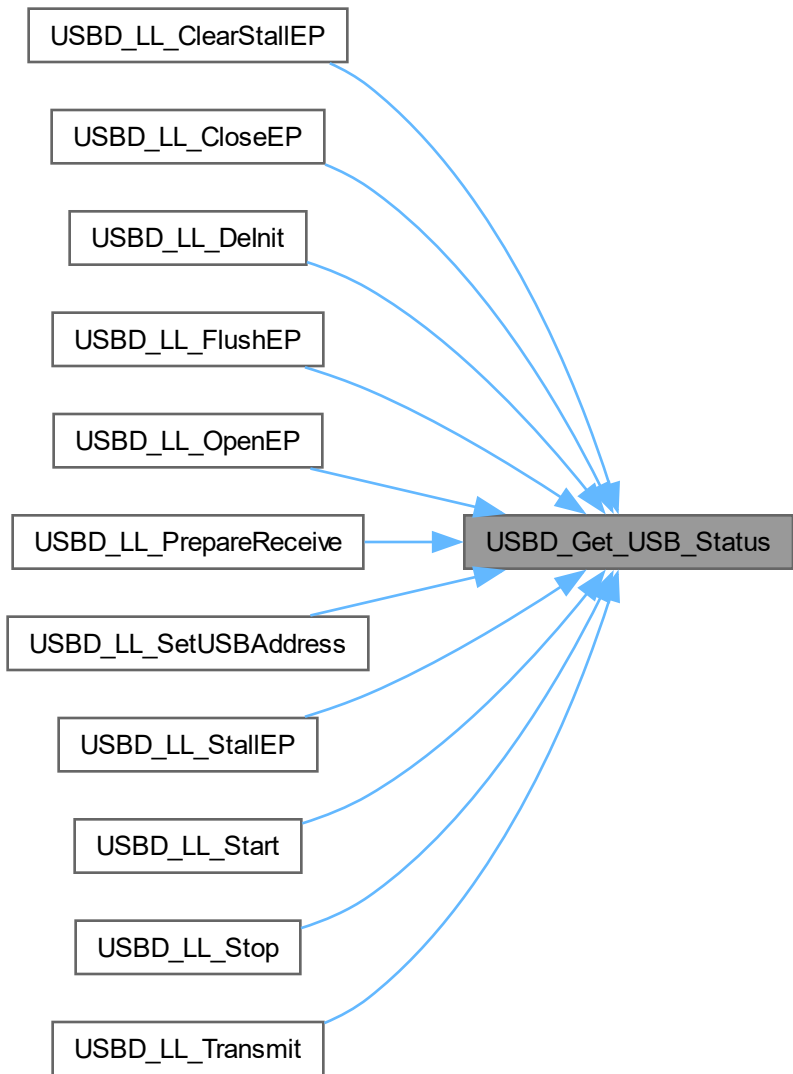 USBD_LL_ClearStallEP
USBD_LL_CloseEP
USBD_LL_DeInit
USBD_LL_FlushEP
USBD_LL_OpenEP
USBD_LL_PrepareReceive
USBD_Get_USB_Status
USBD_LL_SetUSBAddress
USBD_LL_StallEP
USBD_LL_Start
USBD_LL_Stop
USBD_LL_Transmit